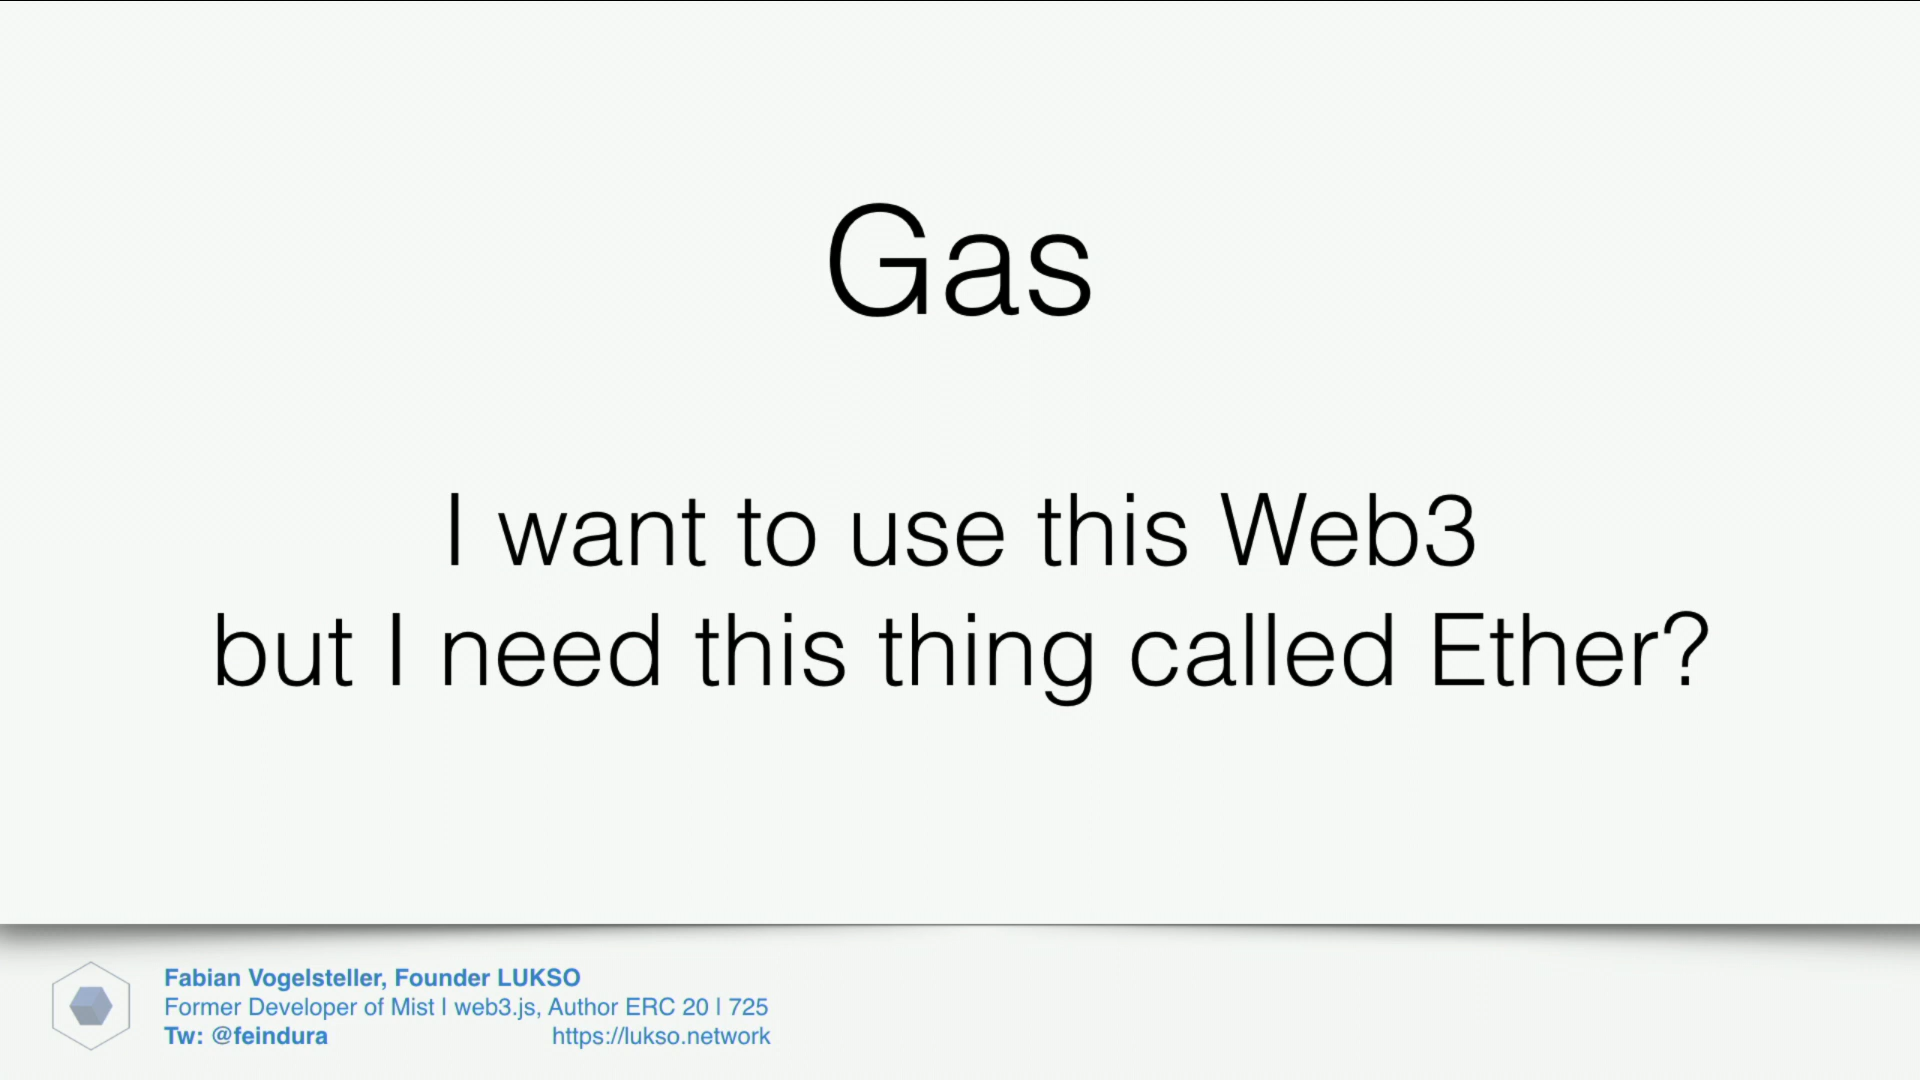 Gas
I want to use this Web3
but I need this thing called Ether?
Fabian Vogelsteller, Founder LUKSO
Former Developer of Mist | web3.js, Author ERC 20 | 725
Tw: @feindura https://lukso.network